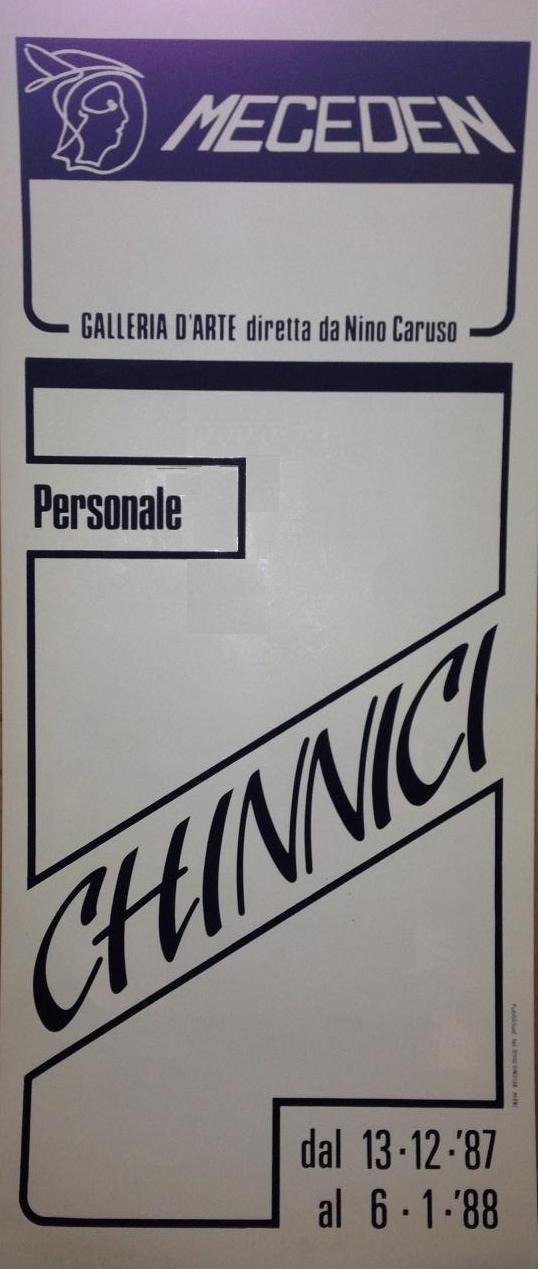 MECEDEN
GALLERIA D'ARTE diretta da Nino Caruso
Personale
CHINNICI
dal 13·12·'87
al 6·1·'88